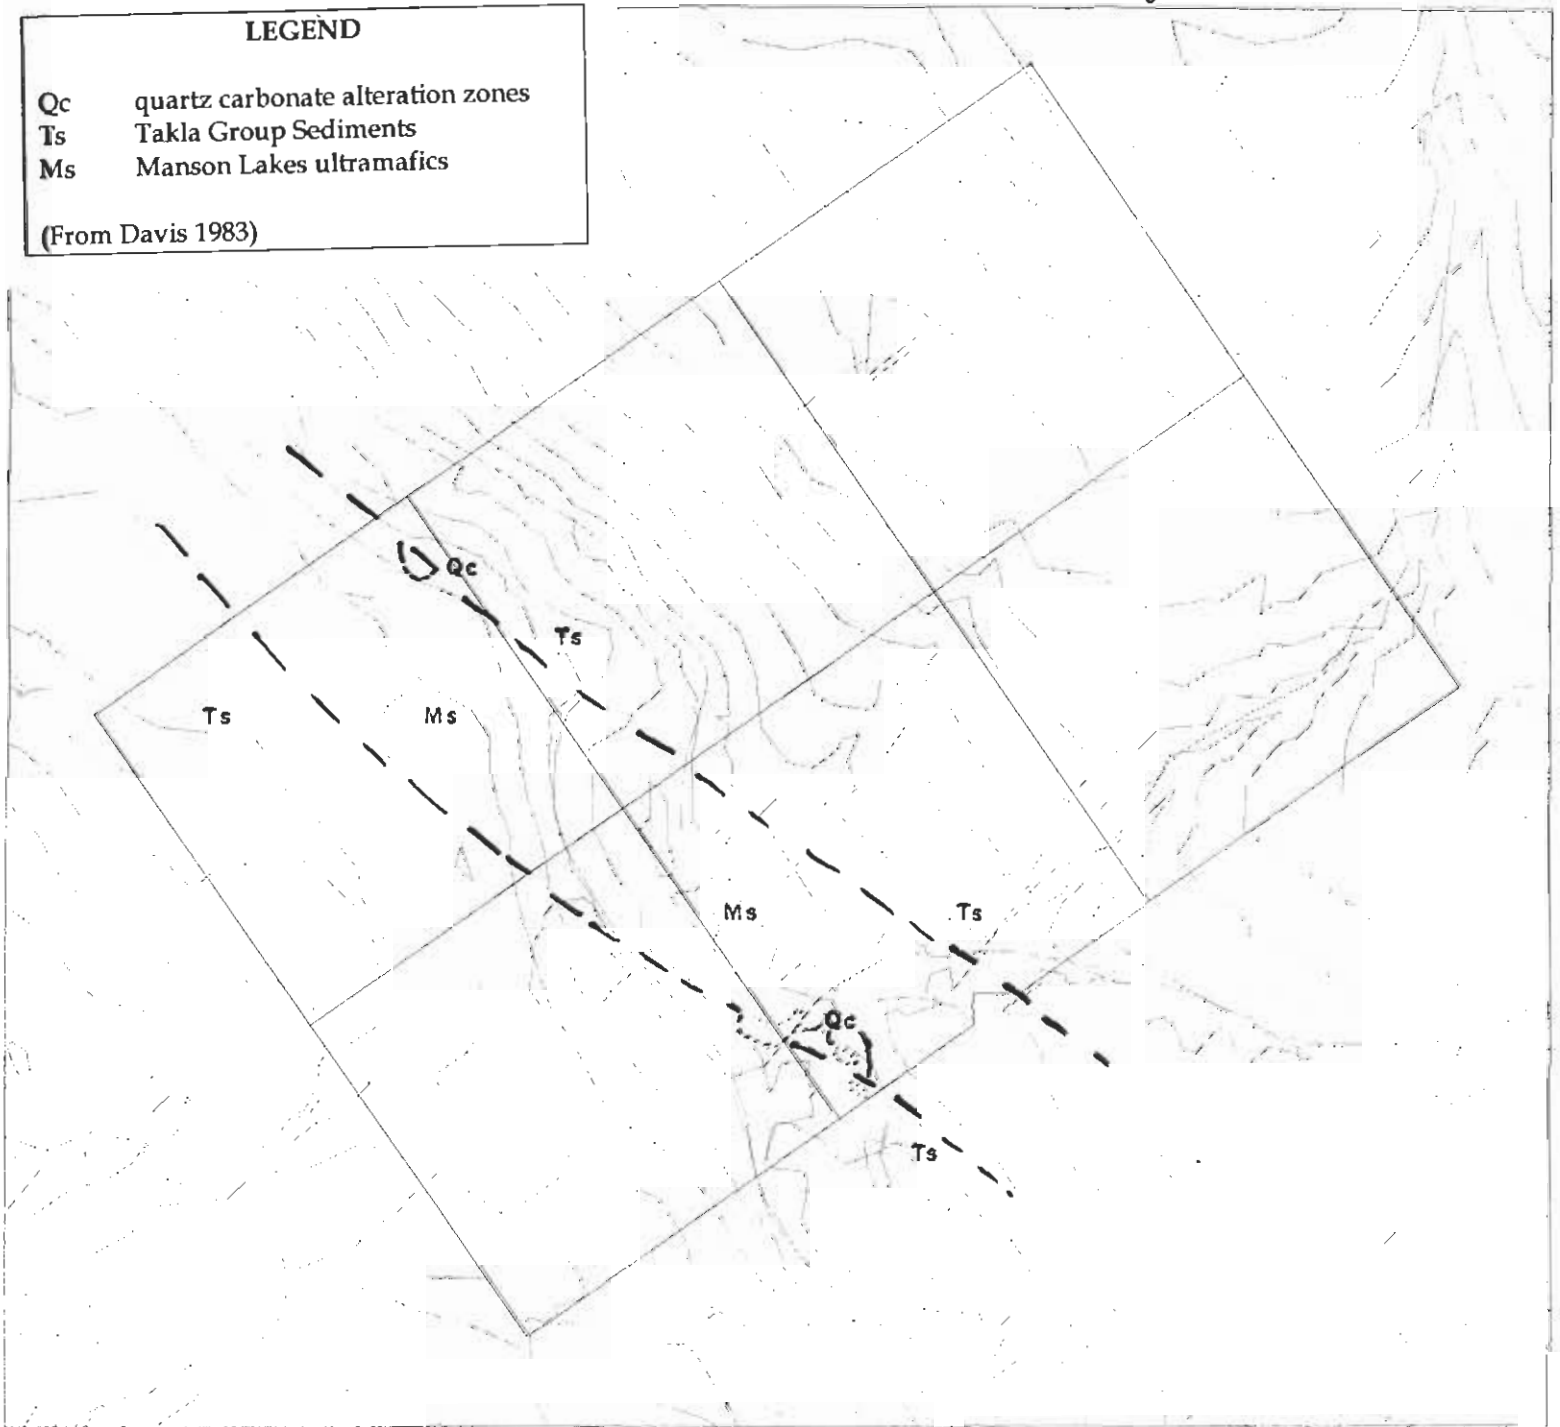 LEGEND
Qc quartz carbonate alteration zones
Ts Takla Group Sediments
Ms Manson Lakes ultramafics
(From Davis 1983)
Qc
Ts
Ts
Ms
Ms
Ts
Qc
Ts